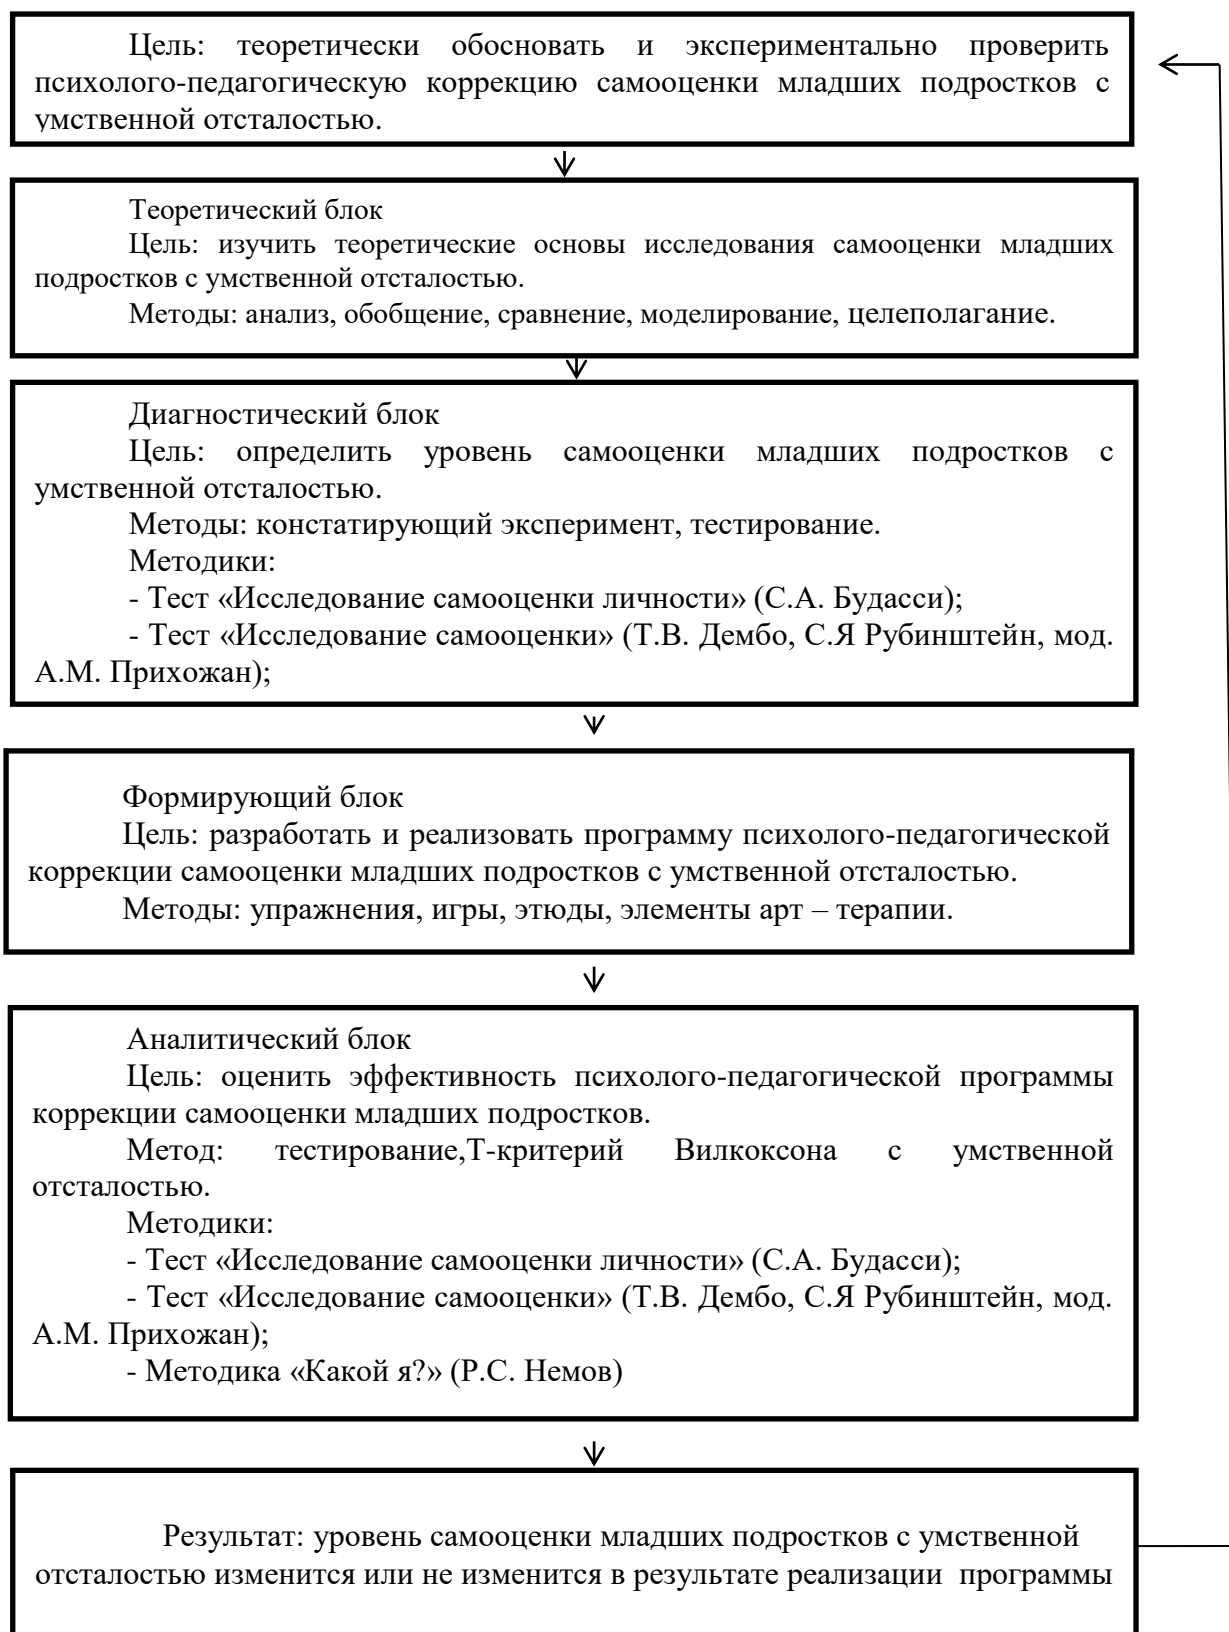 Цель: теоретически обосновать и экспериментально проверить
психолого-педагогическую коррекцию самооценки младших подростков с
умственной отсталостью.
Теоретический блок
Цель: изучить теоретические основы исследования самооценки младших
подростков с умственной отсталостью.
Методы: анализ, обобщение, сравнение, моделирование, целеполагание.
Диагностический блок
Цель: определить уровень самооценки младших подростков с
умственной отсталостью.
Методы: констатирующий эксперимент, тестирование.
Методики:
- Тест «Исследование самооценки личности» (С.А. Будасси);
- Тест «Исследование самооценки» (Т.В. Дембо, С.Я Рубинштейн, мод.
А.М. Прихожан);
Формирующий блок
Цель: разработать и реализовать программу психолого-педагогической
коррекции самооценки младших подростков с умственной отсталостью.
Методы: упражнения, игры, этюды, элементы арт – терапии.
Аналитический блок
Цель: оценить эффективность психолого-педагогической программы
коррекции самооценки младших подростков.
Метод: тестирование,Т-критерий Вилкоксона с умственной
отсталостью.
Методики:
- Тест «Исследование самооценки личности» (С.А. Будасси);
- Тест «Исследование самооценки» (Т.В. Дембо, С.Я Рубинштейн, мод.
А.М. Прихожан);
- Методика «Какой я?» (Р.С. Немов)
Результат: уровень самооценки младших подростков с умственной
отсталостью изменится или не изменится в результате реализации программы